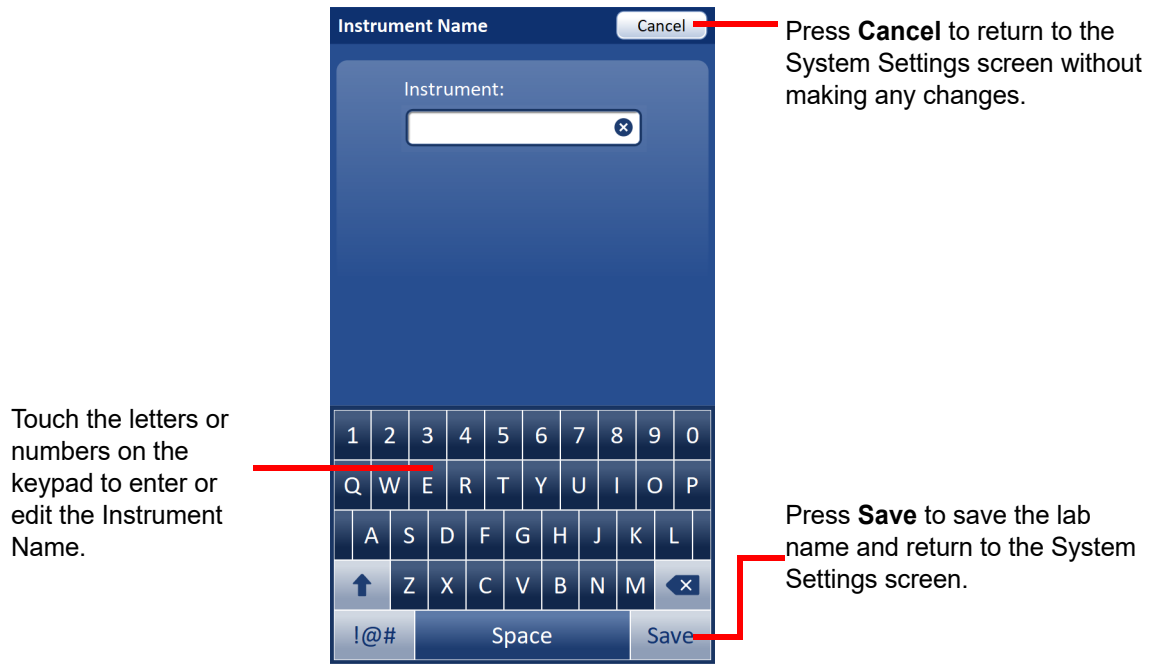 Instrument Name
Cancel
Press Cancel to return to the
System Settings screen without
making any changes.
Instrument:
Touch the letters or
numbers on the
keypad to enter or
edit the Instrument
Name.
1 2 3 4 5 6 7 8 9 0
Q W E R T Y U I O P
A S D F G H J K L
Z X C V B N M
!@# Space Save
Press Save to save the lab
name and return to the System
Settings screen.